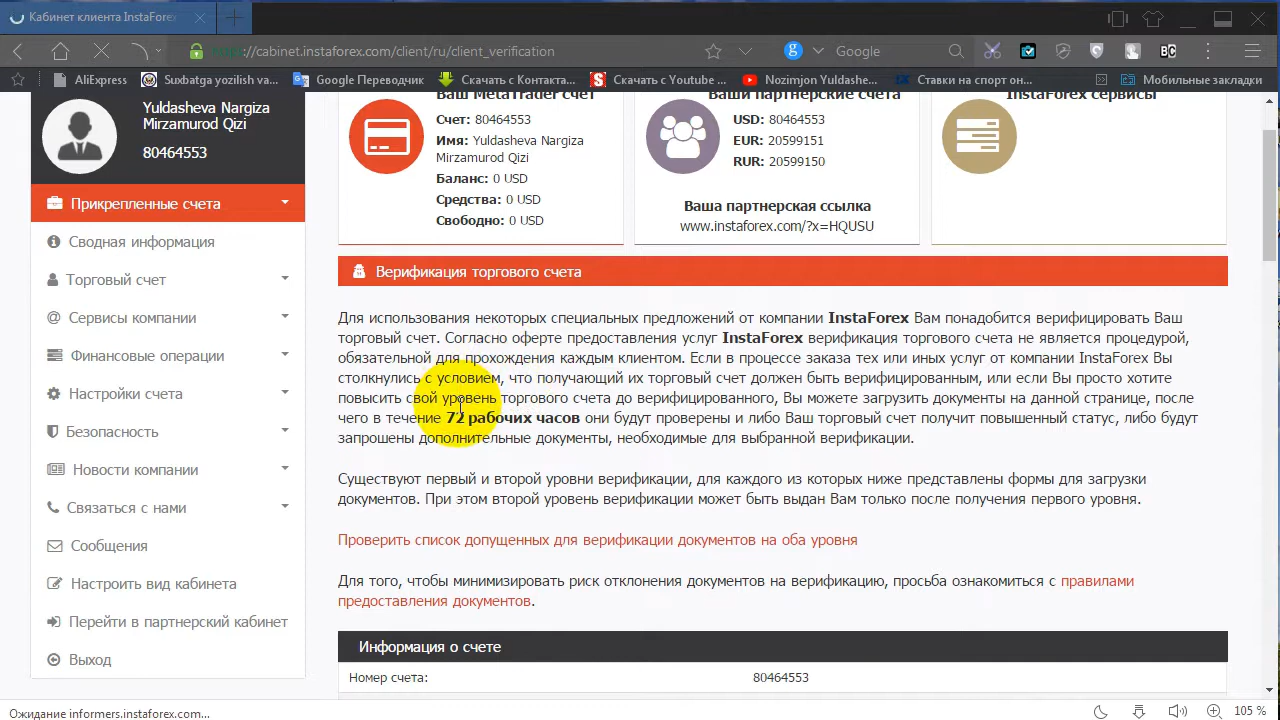 Кабинет клиента InstaForex
https://cabinet.instaforex.com/client/ru/client_verification
Google
AliExpress
Suxbatga yozilish va...
Google Переводчик
Скачать с Контакта...
Скачать с Youtube ...
Nozimjon Yuldashe...
Ставки на спорт он...
Мобильные закладки
Yuldasheva Nargiza
Mirzamurod Qizi
80464553
Прикрепленные счета
Сводная информация
Торговый счет
Сервисы компании
Финансовые операции
Настройки счета
Безопасность
Новости компании
Связаться с нами
Сообщения
Настроить вид кабинета
Перейти в партнерский кабинет
Выход
Ваш MetaTrader счет
Счет: 80464553
Имя: Yuldasheva Nargiza
Mirzamurod Qizi
Баланс: 0 USD
Средства: 0 USD
Свободно: 0 USD
Ваши партнерские счета
USD: 80464553
EUR: 20599151
RUR: 20599150
Ваша партнерская ссылка
www.instaforex.com/?x=HQUSU
InstaForex сервисы
Верификация торгового счета
Для использования некоторых специальных предложений от компании InstaForex Вам понадобится верифицировать Ваш
торговый счет. Согласно оферте предоставления услуг InstaForex верификация торгового счета не является процедурой,
обязательной для прохождения каждым клиентом. Если в процессе заказа тех или иных услуг от компании InstaForex Вы
столкнулись с условием, что получающий их торговый счет должен быть верифицированным, или если Вы просто хотите
повысить свой уровень торгового счета до верифицированного, Вы можете загрузить документы на данной странице, после
чего в течение 72 рабочих часов они будут проверены и либо Ваш торговый счет получит повышенный статус, либо будут
запрошены дополнительные документы, необходимые для выбранной верификации.
Существуют первый и второй уровни верификации, для каждого из которых ниже представлены формы для загрузки
документов. При этом второй уровень верификации может быть выдан Вам только после получения первого уровня.
Проверить список допущенных для верификации документов на оба уровня
Для того, чтобы минимизировать риск отклонения документов на верификацию, просьба ознакомиться с правилами
предоставления документов.
Информация о счете
Номер счета: 80464553
Ожидание informers.instaforex.com...
105 %